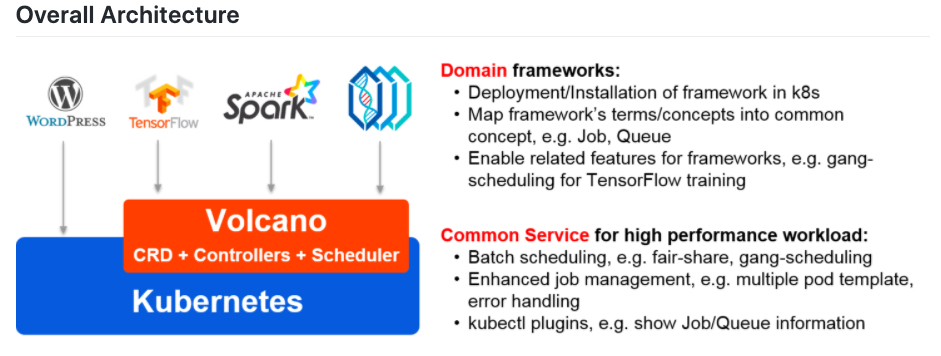 Overall Architecture
WORDPRESS
TensorFlow
APACHE
Spark™
Volcano
CRD + Controllers + Scheduler
Kubernetes
Domain frameworks:
• Deployment/Installation of framework in k8s
• Map framework's terms/concepts into common
concept, e.g. Job, Queue
• Enable related features for frameworks, e.g. gang-
scheduling for TensorFlow training
Common Service for high performance workload:
• Batch scheduling, e.g. fair-share, gang-scheduling
• Enhanced job management, e.g. multiple pod template,
error handling
• kubectl plugins, e.g. show Job/Queue information